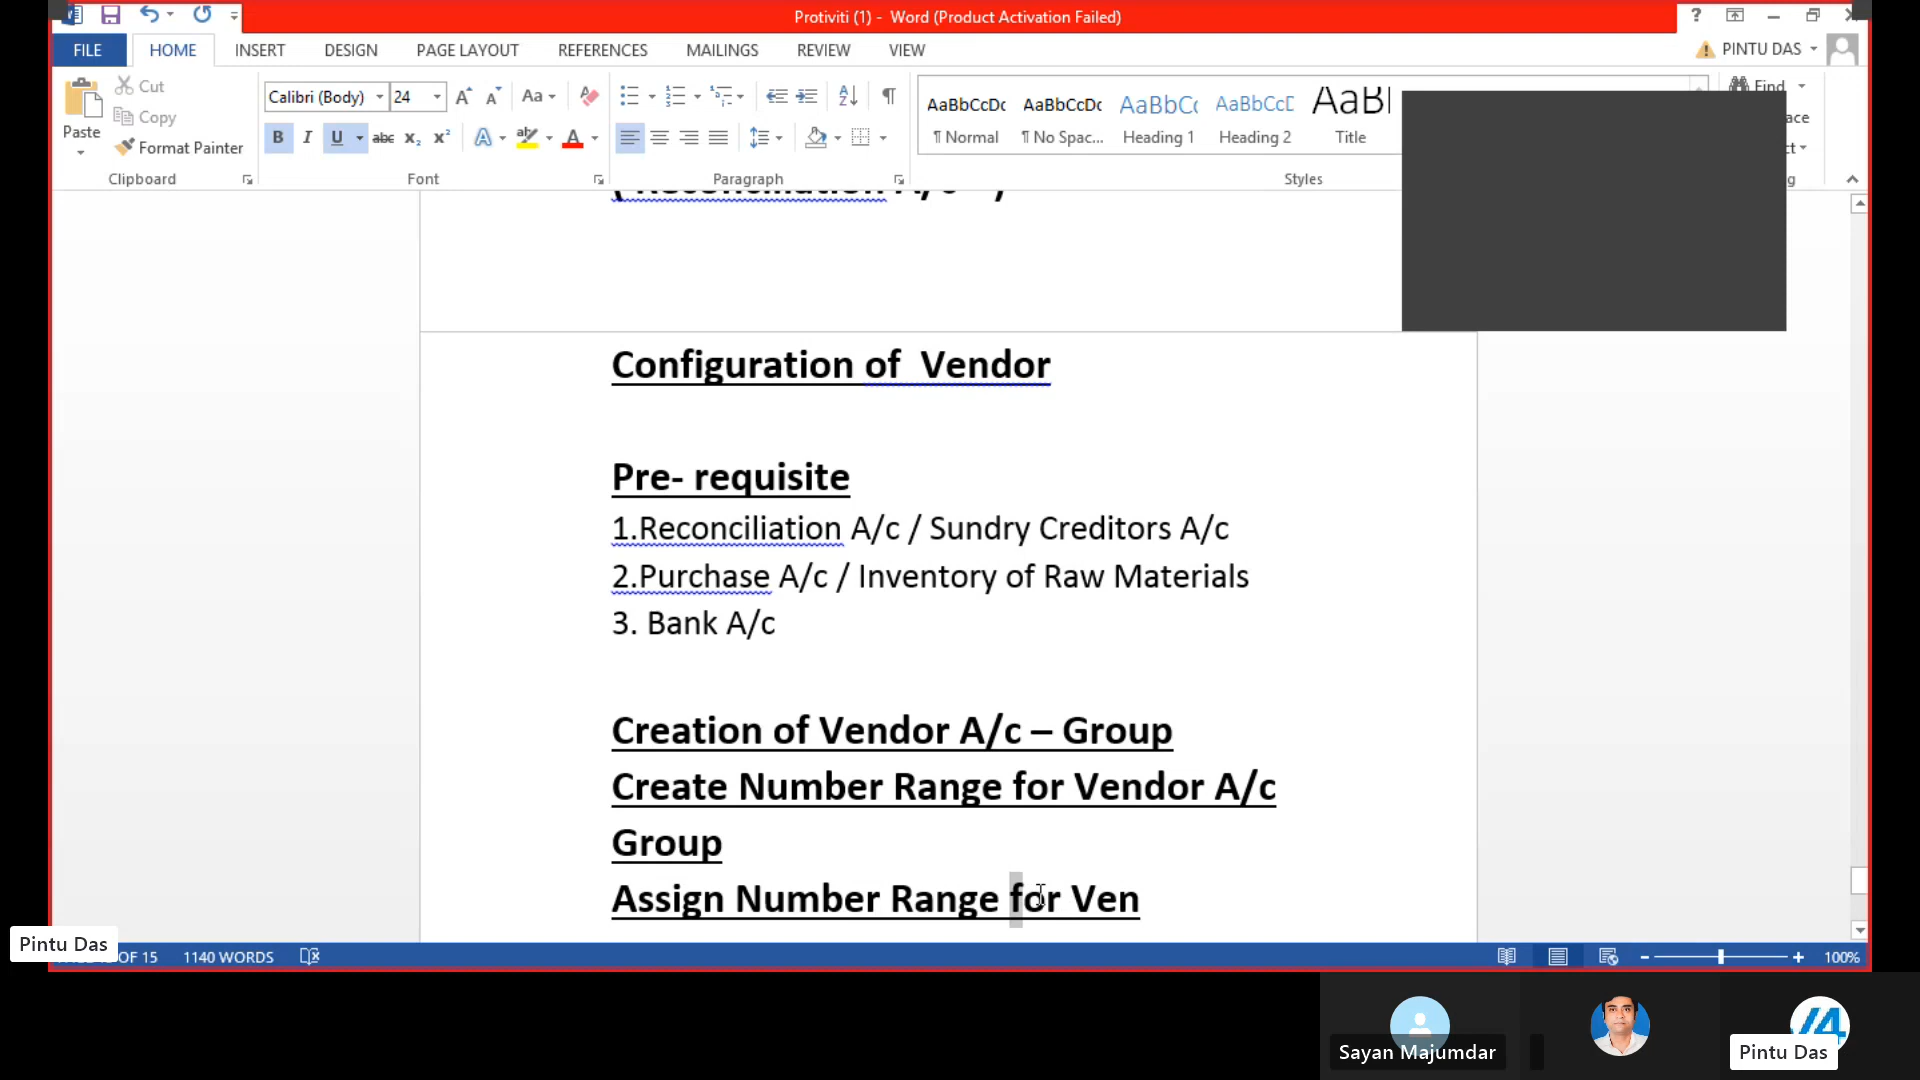 Protiviti (1) - Word (Product Activation Failed)
FILE HOME INSERT DESIGN PAGE LAYOUT REFERENCES MAILINGS REVIEW VIEW PINTU DAS
Cut
Copy
Format Painter
Paste
Calibri (Body) 24
Clipboard
Font
Paragraph
AaBbCcDc AaBbCcDc AaBbC AaBbCcD AaB
¶ Normal ¶ No Spac... Heading 1 Heading 2 Title
Styles
Find
(Reconciliation A/c )
Configuration of Vendor
Pre- requisite
1.Reconciliation A/c / Sundry Creditors A/c
2.Purchase A/c / Inventory of Raw Materials
3. Bank A/c
Creation of Vendor A/c – Group
Create Number Range for Vendor A/c
Group
Assign Number Range for Ven
Pintu Das
OF 15 1140 WORDS
100%
Sayan Majumdar
Pintu Das